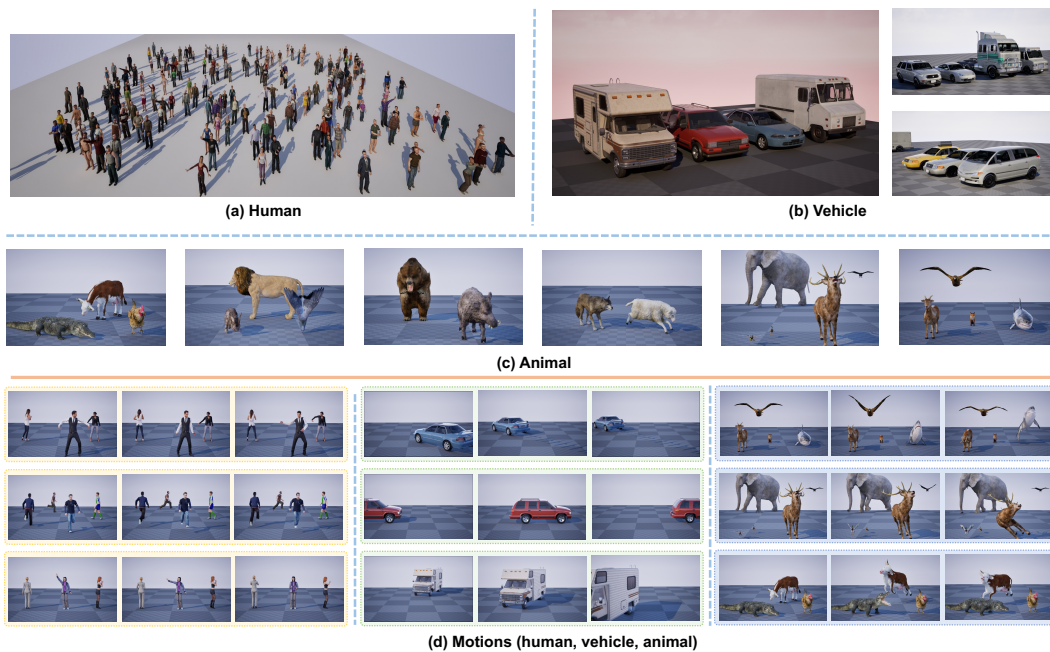 (a) Human
(b) Vehicle
(c) Animal
(d) Motions (human, vehicle, animal)